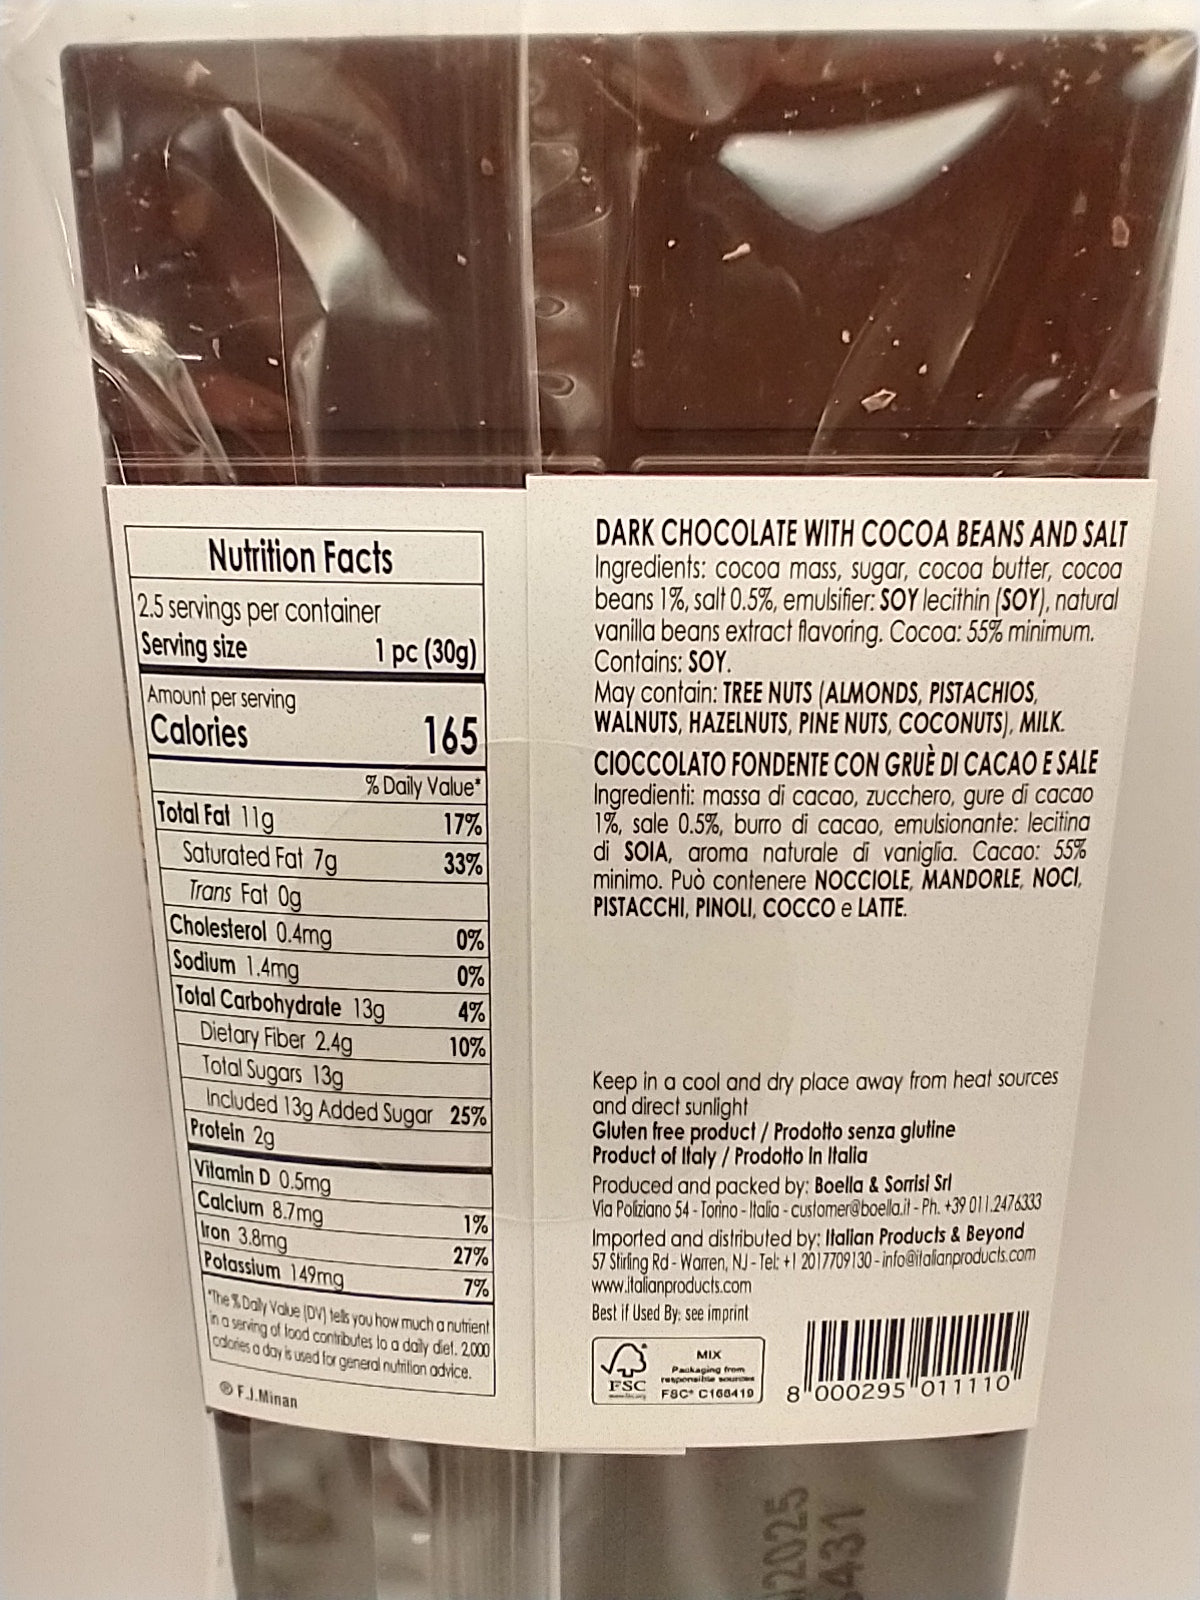 Nutrition Facts
2.5 servings per container
Serving size 1 pc (30g)
Amount per serving
Calories 165
% Daily Value*
Total Fat 11g 17%
Saturated Fat 7g 33%
Trans Fat 0g
Cholesterol 0.4mg 0%
Sodium 1.4mg 0%
Total Carbohydrate 13g 4%
Dietary Fiber 2.4g 10%
Total Sugars 13g
Included 13g Added Sugar 25%
Protein 2g
Vitamin D 0.5mg
Calcium 8.7mg 1%
Iron 3.8mg 27%
Potassium 149mg 7%
*The % Daily Value (DV) tells you how much a nutrient
in a serving of food contributes to a daily diet. 2,000
calories a day is used for general nutrition advice.
® F.J.Minan
DARK CHOCOLATE WITH COCOA BEANS AND SALT
Ingredients: cocoa mass, sugar, cocoa butter, cocoa
beans 1%, salt 0.5%, emulsifier: SOY lecithin (SOY), natural
vanilla beans extract flavoring. Cocoa: 55% minimum.
Contains: SOY.
May contain: TREE NUTS (ALMONDS, PISTACHIOS,
WALNUTS, HAZELNUTS, PINE NUTS, COCONUTS), MILK.
CIOCCOLATO FONDENTE CON GRUÈ DI CACAO E SALE
Ingredienti: massa di cacao, zucchero, gure di cacao
1%, sale 0.5%, burro di cacao, emulsionante: lecitina
di SOIA, aroma naturale di vaniglia. Cacao: 55%
minimo. Può contenere NOCCIOLE, MANDORLE, NOCI,
PISTACCHI, PINOLI, COCCO e LATTE.
Keep in a cool and dry place away from heat sources
and direct sunlight
Gluten free product / Prodotto senza glutine
Product of Italy / Prodotto In Italia
Produced and packed by: Boella & Sorrisi Srl
Via Poliziano 54 - Torino - Italia - customer@boella.it - Ph. +39 011.2476333
Imported and distributed by: Italian Products & Beyond
57 Stirling Rd - Warren, NJ - Tel: +1 2017709130 - info@italianproducts.com
www.italianproducts.com
Best if Used By: see imprint
FSC
MIX
Packaging from
responsible sources
FSC® C168419
8 000295 011110